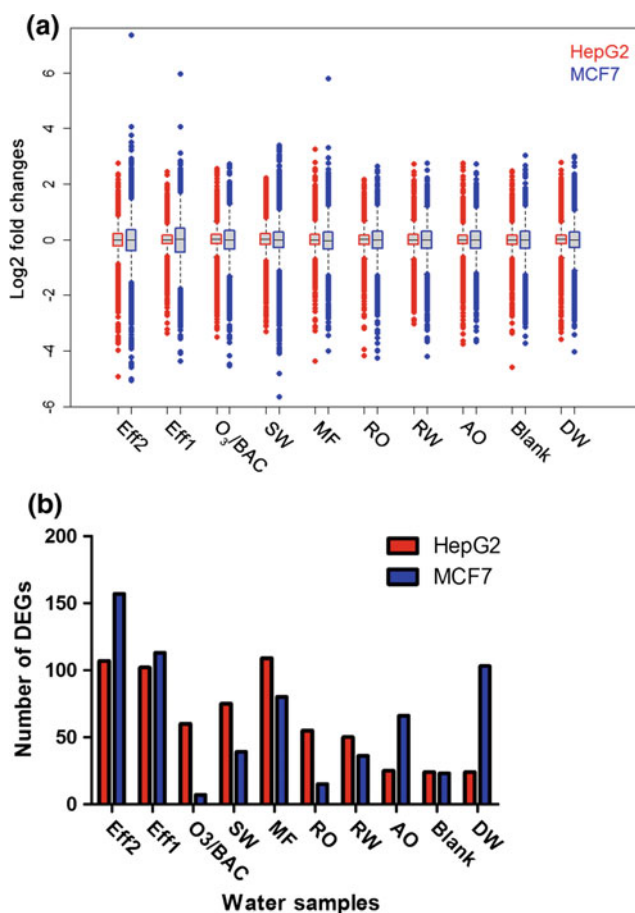 (a)
HepG2
MCF7
Log2 fold changes
6
4
2
0
-2
-4
-6
Eff2
Eff1
O₃/BAC
SW
MF
RO
RW
AO
Blank
DW
(b)
HepG2
MCF7
Number of DEGs
200
150
100
50
0
Eff2
Eff1
O3/BAC
SW
MF
RO
RW
AO
Blank
DW
Water samples